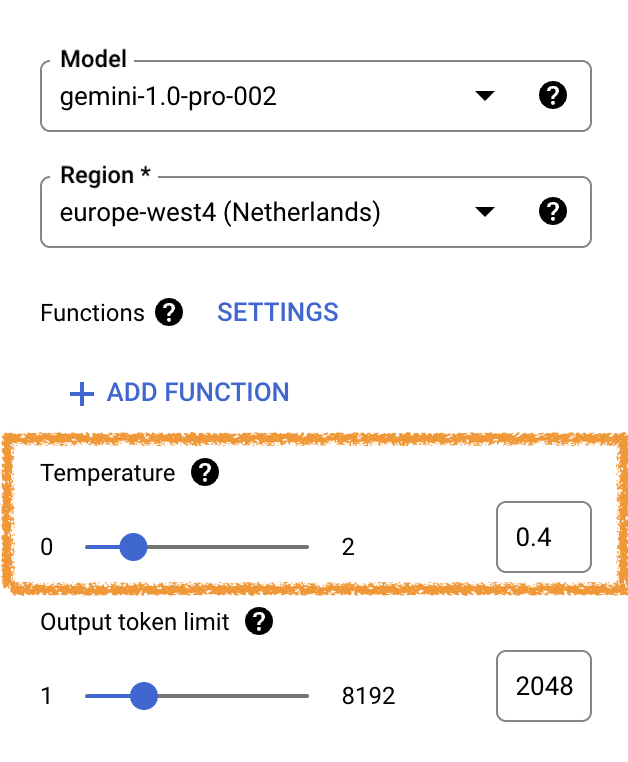 Model
gemini-1.0-pro-002
Region *
europe-west4 (Netherlands)
Functions ? SETTINGS
+ ADD FUNCTION
Temperature ?
0 2 0.4
Output token limit ?
1 8192 2048